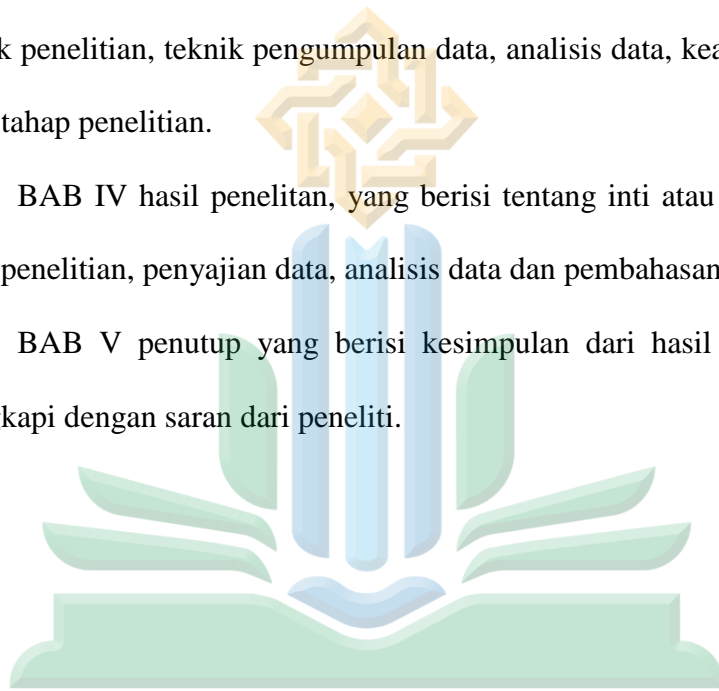 k penelitian, teknik pengumpulan data, analisis data, kea
tahap penelitian.
BAB IV hasil penelitan, yang berisi tentang inti atau
penelitian, penyajian data, analisis data dan pembahasan
BAB V penutup yang berisi kesimpulan dari hasil
kapi dengan saran dari peneliti.